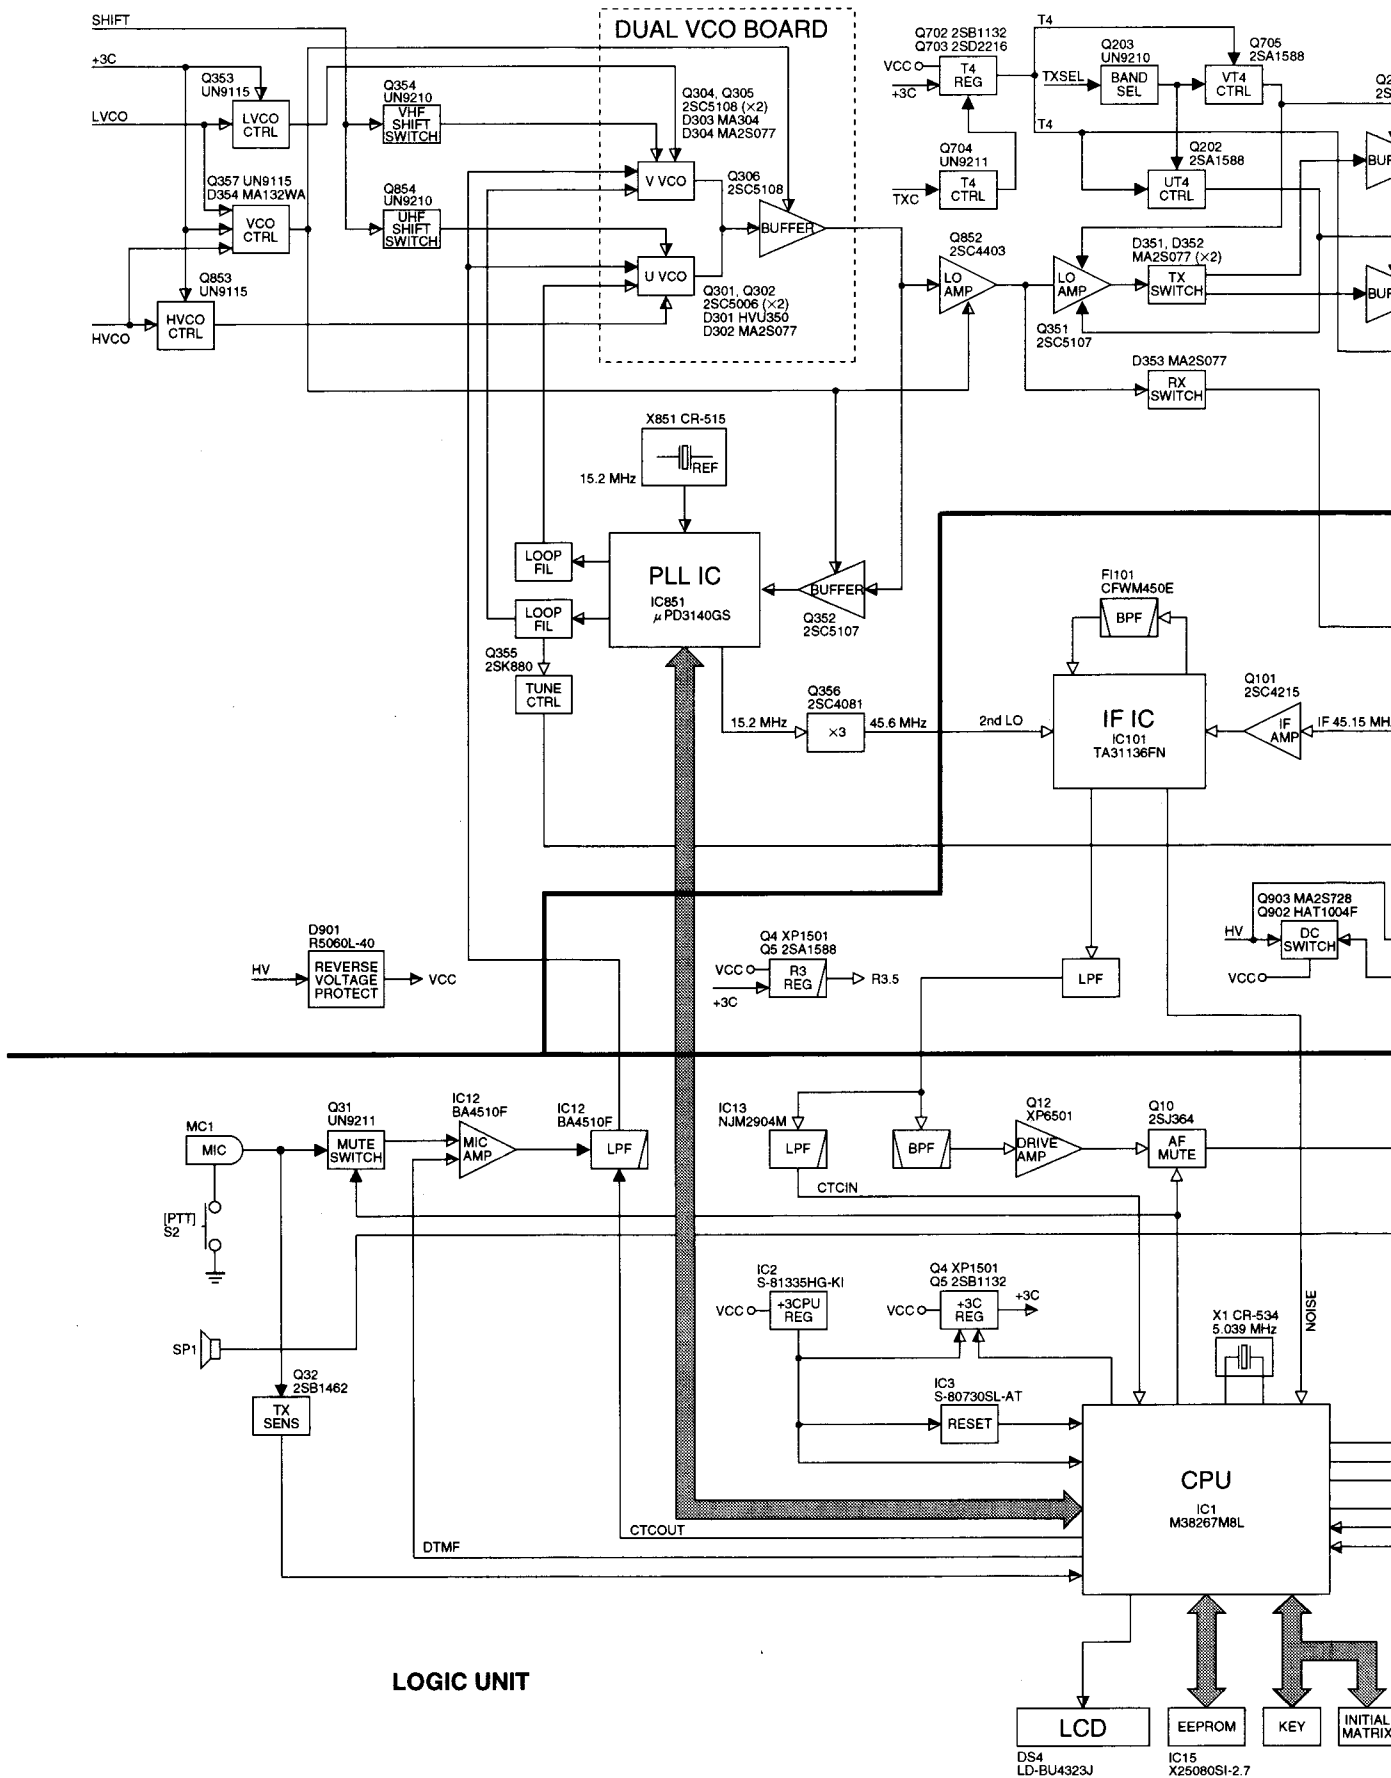 SHIFT
+3C
LVCO
HVCO
Q353
UN9115
LVCO
CTRL
Q357 UN9115
D354 MA132WA
VCO
CTRL
Q853
UN9115
HVCO
CTRL
Q354
UN9210
VHF
SHIFT
SWITCH
Q854
UN9210
UHF
SHIFT
SWITCH
DUAL VCO BOARD
Q304, Q305
2SC5108 (×2)
D303 MA304
D304 MA2S077
V VCO
U VCO
Q306
2SC5108
BUFFER
Q301, Q302
2SC5006 (×2)
D301 HVU350
D302 MA2S077
Q702 2SB1132
Q703 2SD2216
VCC
+3C
T4
REG
Q704
UN9211
TXC
T4
CTRL
T4
TXSEL
Q203
UN9210
BAND
SEL
Q705
2SA1588
VT4
CTRL
T4
Q202
2SA1588
UT4
CTRL
Q2
2S
BUF
BUF
Q852
2SC4403
LO
AMP
LO
AMP
Q351
2SC5107
D351, D352
MA2S077 (×2)
TX
SWITCH
D353 MA2S077
RX
SWITCH
X851 CR-515
REF
15.2 MHz
LOOP
FIL
LOOP
FIL
PLL IC
IC851
μPD3140GS
BUFFER
Q352
2SC5107
Q355
2SK880
TUNE
CTRL
15.2 MHz
Q356
2SC4081
×3
45.6 MHz
2nd LO
FI101
CFWM450E
BPF
IF IC
IC101
TA31136FN
Q101
2SC4215
IF
AMP
IF 45.15 MH
D901
R5060L-40
HV
REVERSE
VOLTAGE
PROTECT
VCC
Q4 XP1501
Q5 2SA1588
VCC
+3C
R3
REG
R3.5
LPF
Q903 MA2S728
Q902 HAT1004F
HV
DC
SWITCH
VCC
MC1
MIC
[PTT]
S2
SP1
Q31
UN9211
MUTE
SWITCH
IC12
BA4510F
MIC
AMP
IC12
BA4510F
LPF
IC13
NJM2904M
LPF
CTCIN
BPF
Q12
XP6501
DRIVE
AMP
Q10
2SJ364
AF
MUTE
Q32
2SB1462
TX
SENS
IC2
S-81335HG-KI
VCC
+3CPU
REG
Q4 XP1501
Q5 2SB1132
VCC
+3C
REG
+3C
IC3
S-80730SL-AT
RESET
X1 CR-534
5.039 MHz
NOISE
CPU
IC1
M38267M8L
CTCOUT
DTMF
LOGIC UNIT
LCD
DS4
LD-BU4323J
EEPROM
IC15
X25080SI-2.7
KEY
INITIAL
MATRIX